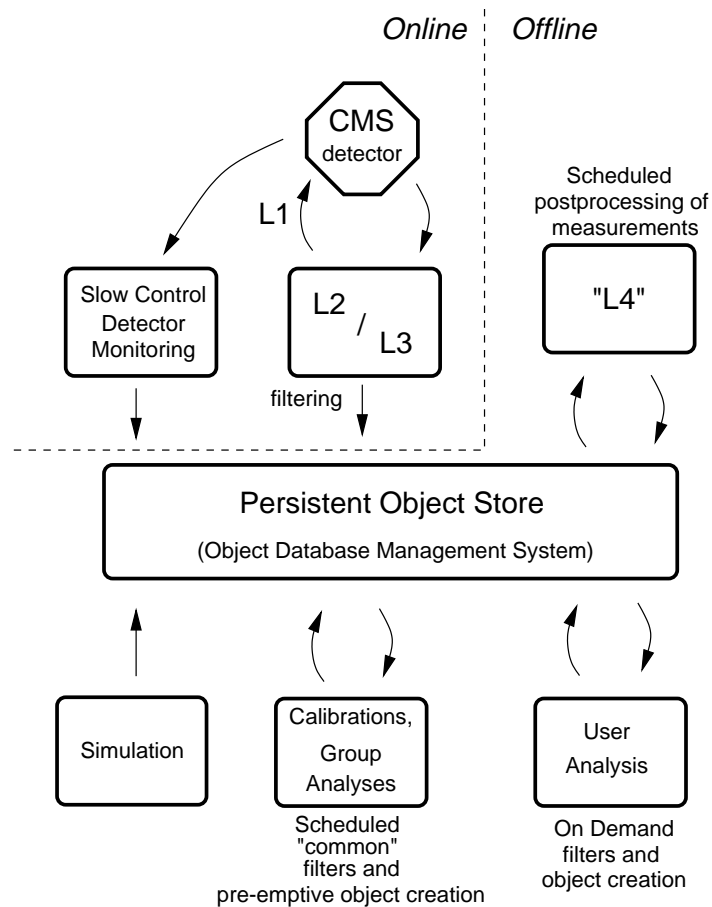 Online
Offline
CMS
detector
L1
Scheduled
postprocessing of
measurements
Slow Control
Detector
Monitoring
L2
/
L3
"L4"
filtering
Persistent Object Store
(Object Database Management System)
Simulation
Calibrations,
Group
Analyses
User
Analysis
Scheduled
"common"
filters and
pre-emptive object creation
On Demand
filters and
object creation